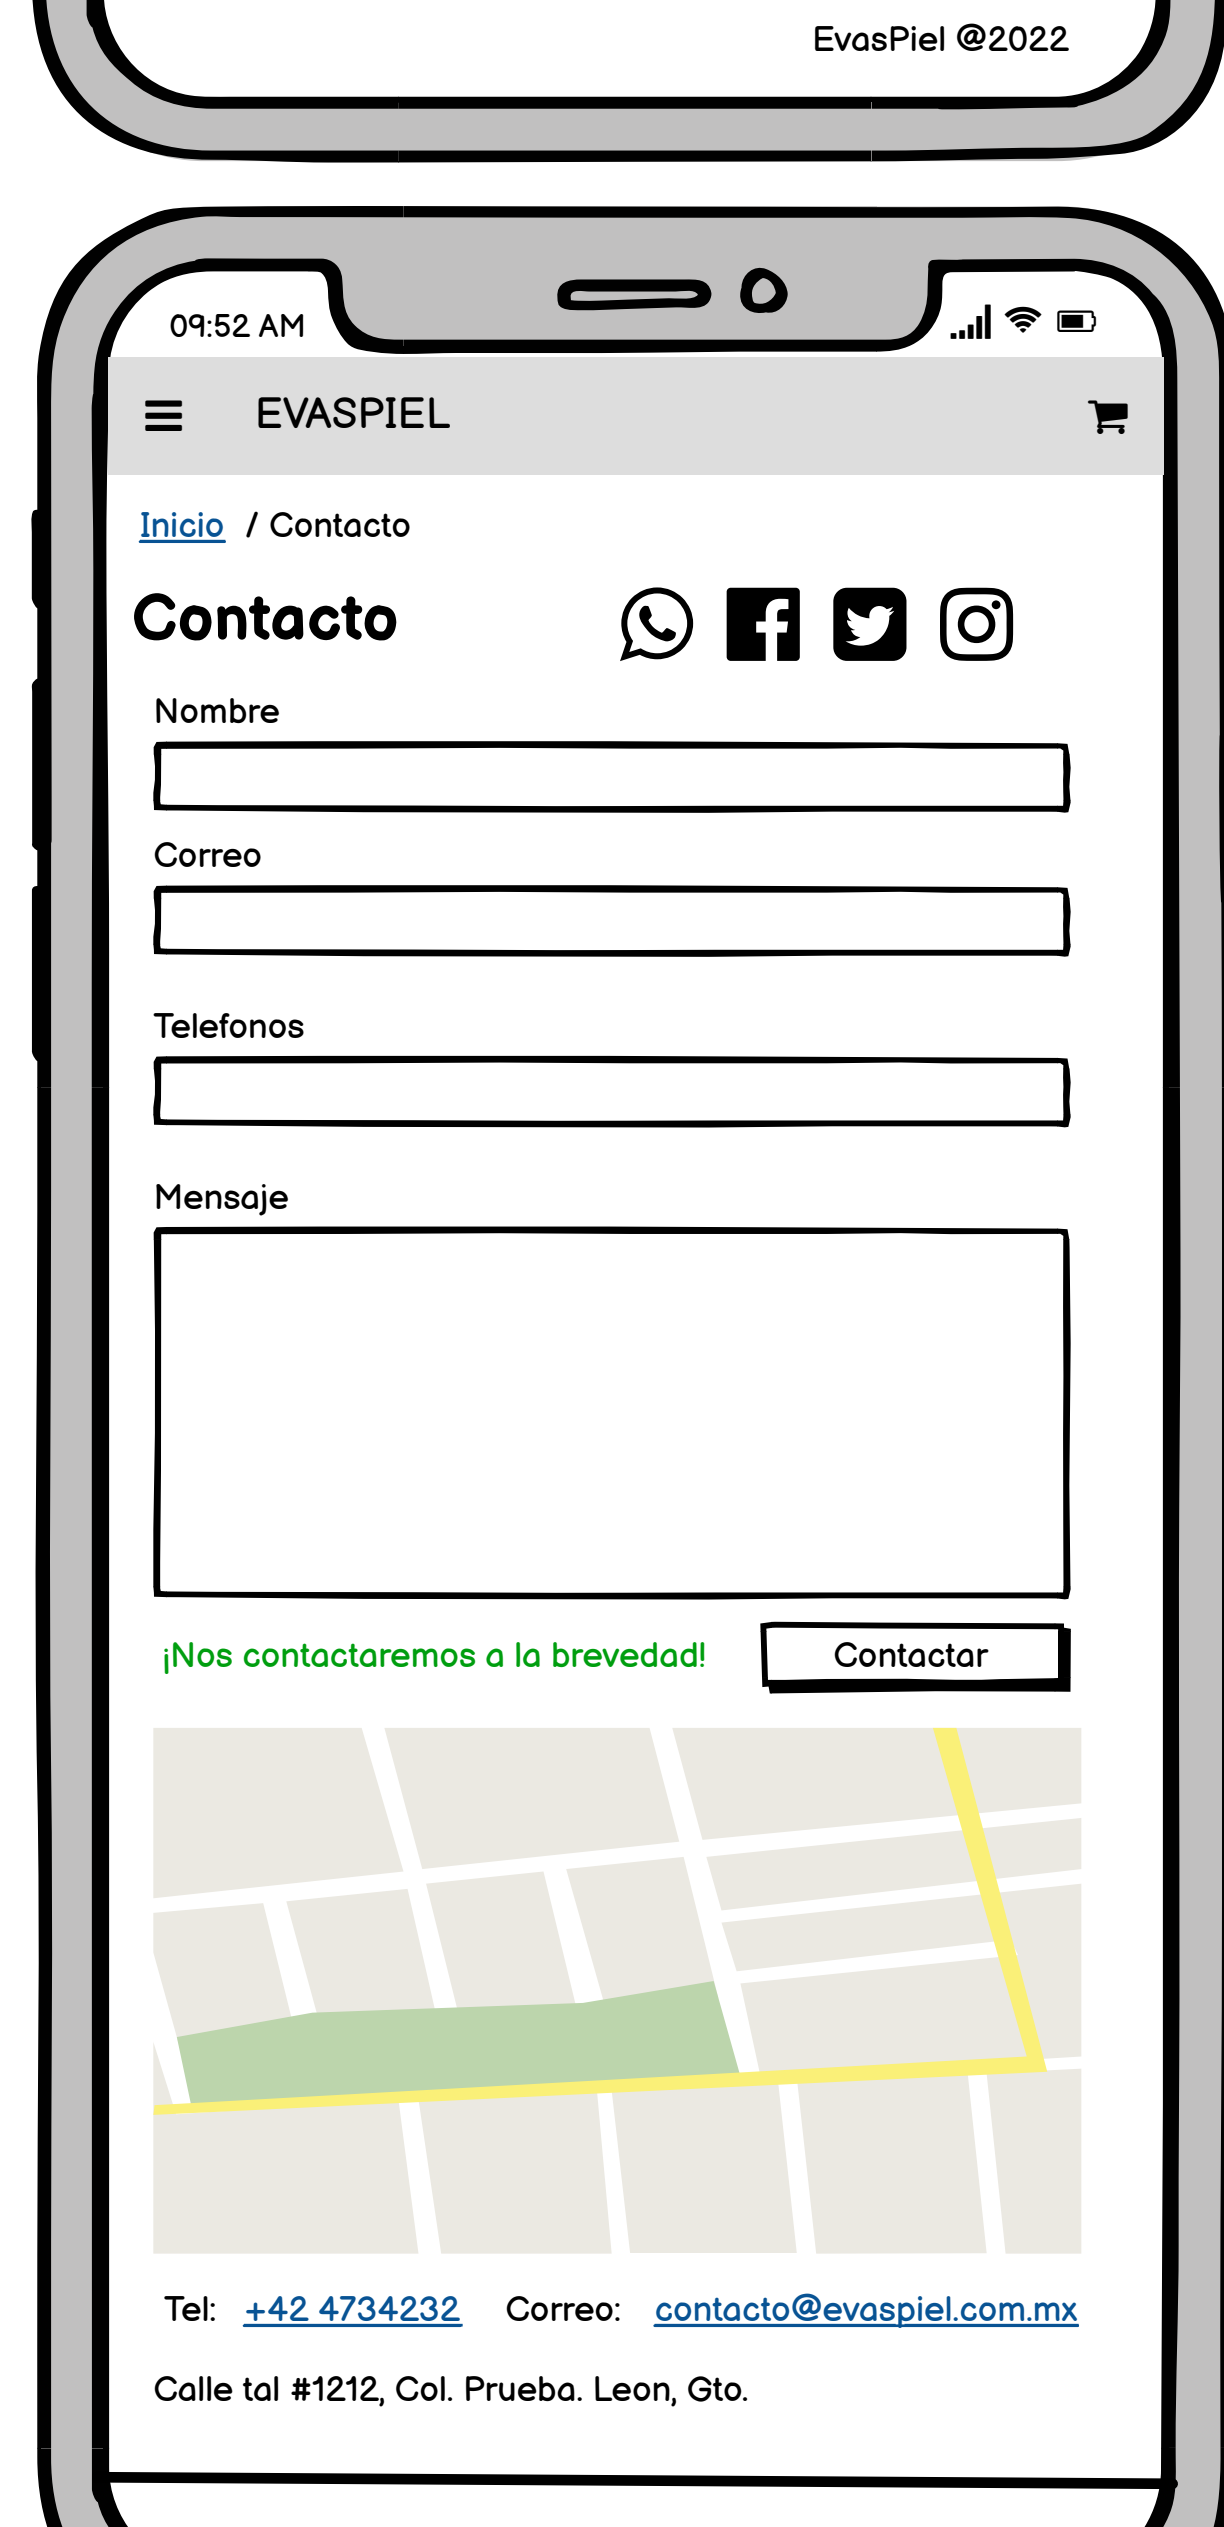 EvasPiel @2022
09:52 AM
EVASPIEL
Inicio / Contacto
Contacto
Nombre
Correo
Telefonos
Mensaje
¡Nos contactaremos a la brevedad!
Contactar
Tel: +42 4734232 Correo: contacto@evaspiel.com.mx
Calle tal #1212, Col. Prueba. Leon, Gto.